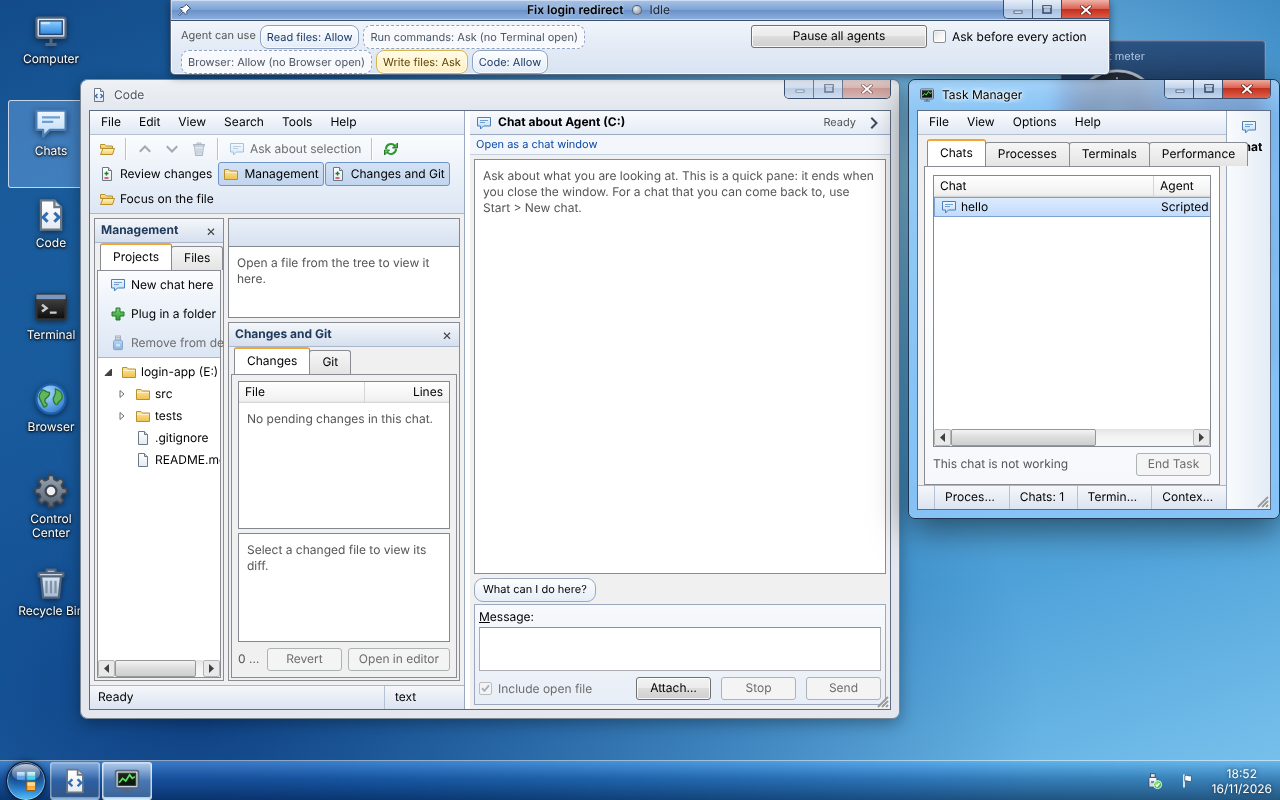 Fix login redirect Idle
Agent can use Read files: Allow Run commands: Ask (no Terminal open)
Browser: Allow (no Browser open) Write files: Ask Code: Allow
Pause all agents Ask before every action
meter
Computer
Chats
Code
Terminal
Browser
Control
Center
Recycle Bin
Code
File Edit View Search Tools Help
Ask about selection
Review changes Management Changes and Git
Focus on the file
Management
Projects Files
New chat here
Plug in a folder
Remove from de
login-app (E:)
src
tests
.gitignore
README.m
Open a file from the tree to view it
here.
Changes and Git
Changes Git
File Lines
No pending changes in this chat.
Select a changed file to view its
diff.
0 ... Revert Open in editor
Ready text
Chat about Agent (C:) Ready
Open as a chat window
Ask about what you are looking at. This is a quick pane: it ends when
you close the window. For a chat that you can come back to, use
Start > New chat.
What can I do here?
Message:
Include open file Attach... Stop Send
Task Manager
File View Options Help
Chats Processes Terminals Performance
Chat Agent
hello Scripted
This chat is not working End Task
Proces... Chats: 1 Termin... Contex...
18:52
16/11/2026